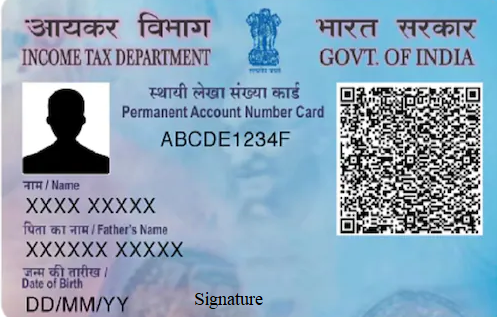 आयकर विभाग
INCOME TAX DEPARTMENT
भारत सरकार
GOVT. OF INDIA
स्थायी लेखा संख्या कार्ड
Permanent Account Number Card
ABCDE1234F
नाम / Name
XXXX XXXXX
पिता का नाम / Father's Name
XXXXXX XXXXX
जन्म की तारीख /
Date of Birth
DD/MM/YY
Signature